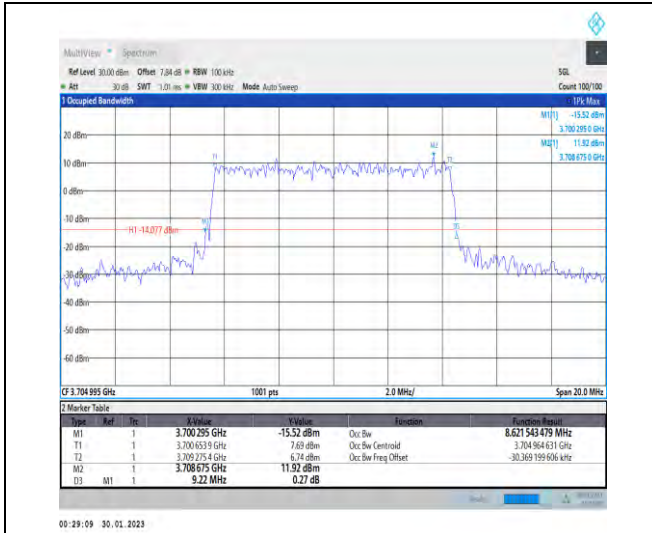 MultiView Spectrum
Ref Level 30.00 dBm Offset 7.84 dB RBW 100 kHz SGL
Att 30 dB SWT 1.01 ms VBW 300 kHz Mode Auto Sweep Count 100/100
1 Occupied Bandwidth 1Pk Max
M1[1] -15.52 dBm
3.700 295 0 GHz
M2[1] 11.92 dBm
3.708 675 0 GHz
20 dBm
M2
T1 T2
10 dBm
0 dBm
-10 dBm
M1 D3
H1 -14.077 dBm
-20 dBm
-30 dBm
-40 dBm
-50 dBm
-60 dBm
CF 3.704 995 GHz 1001 pts 2.0 MHz/ Span 20.0 MHz
2 Marker Table
Type Ref Trc X-Value Y-Value Function Function Result
M1 1 3.700 295 GHz -15.52 dBm Occ Bw 8.621 543 479 MHz
T1 1 3.700 653 9 GHz 7.69 dBm Occ Bw Centroid 3.704 964 631 GHz
T2 1 3.709 275 4 GHz 6.74 dBm Occ Bw Freq Offset -30.369 199 606 kHz
M2 1 3.708 675 GHz 11.92 dBm
D3 M1 1 9.22 MHz 0.27 dB
00:29:09 30.01.2023